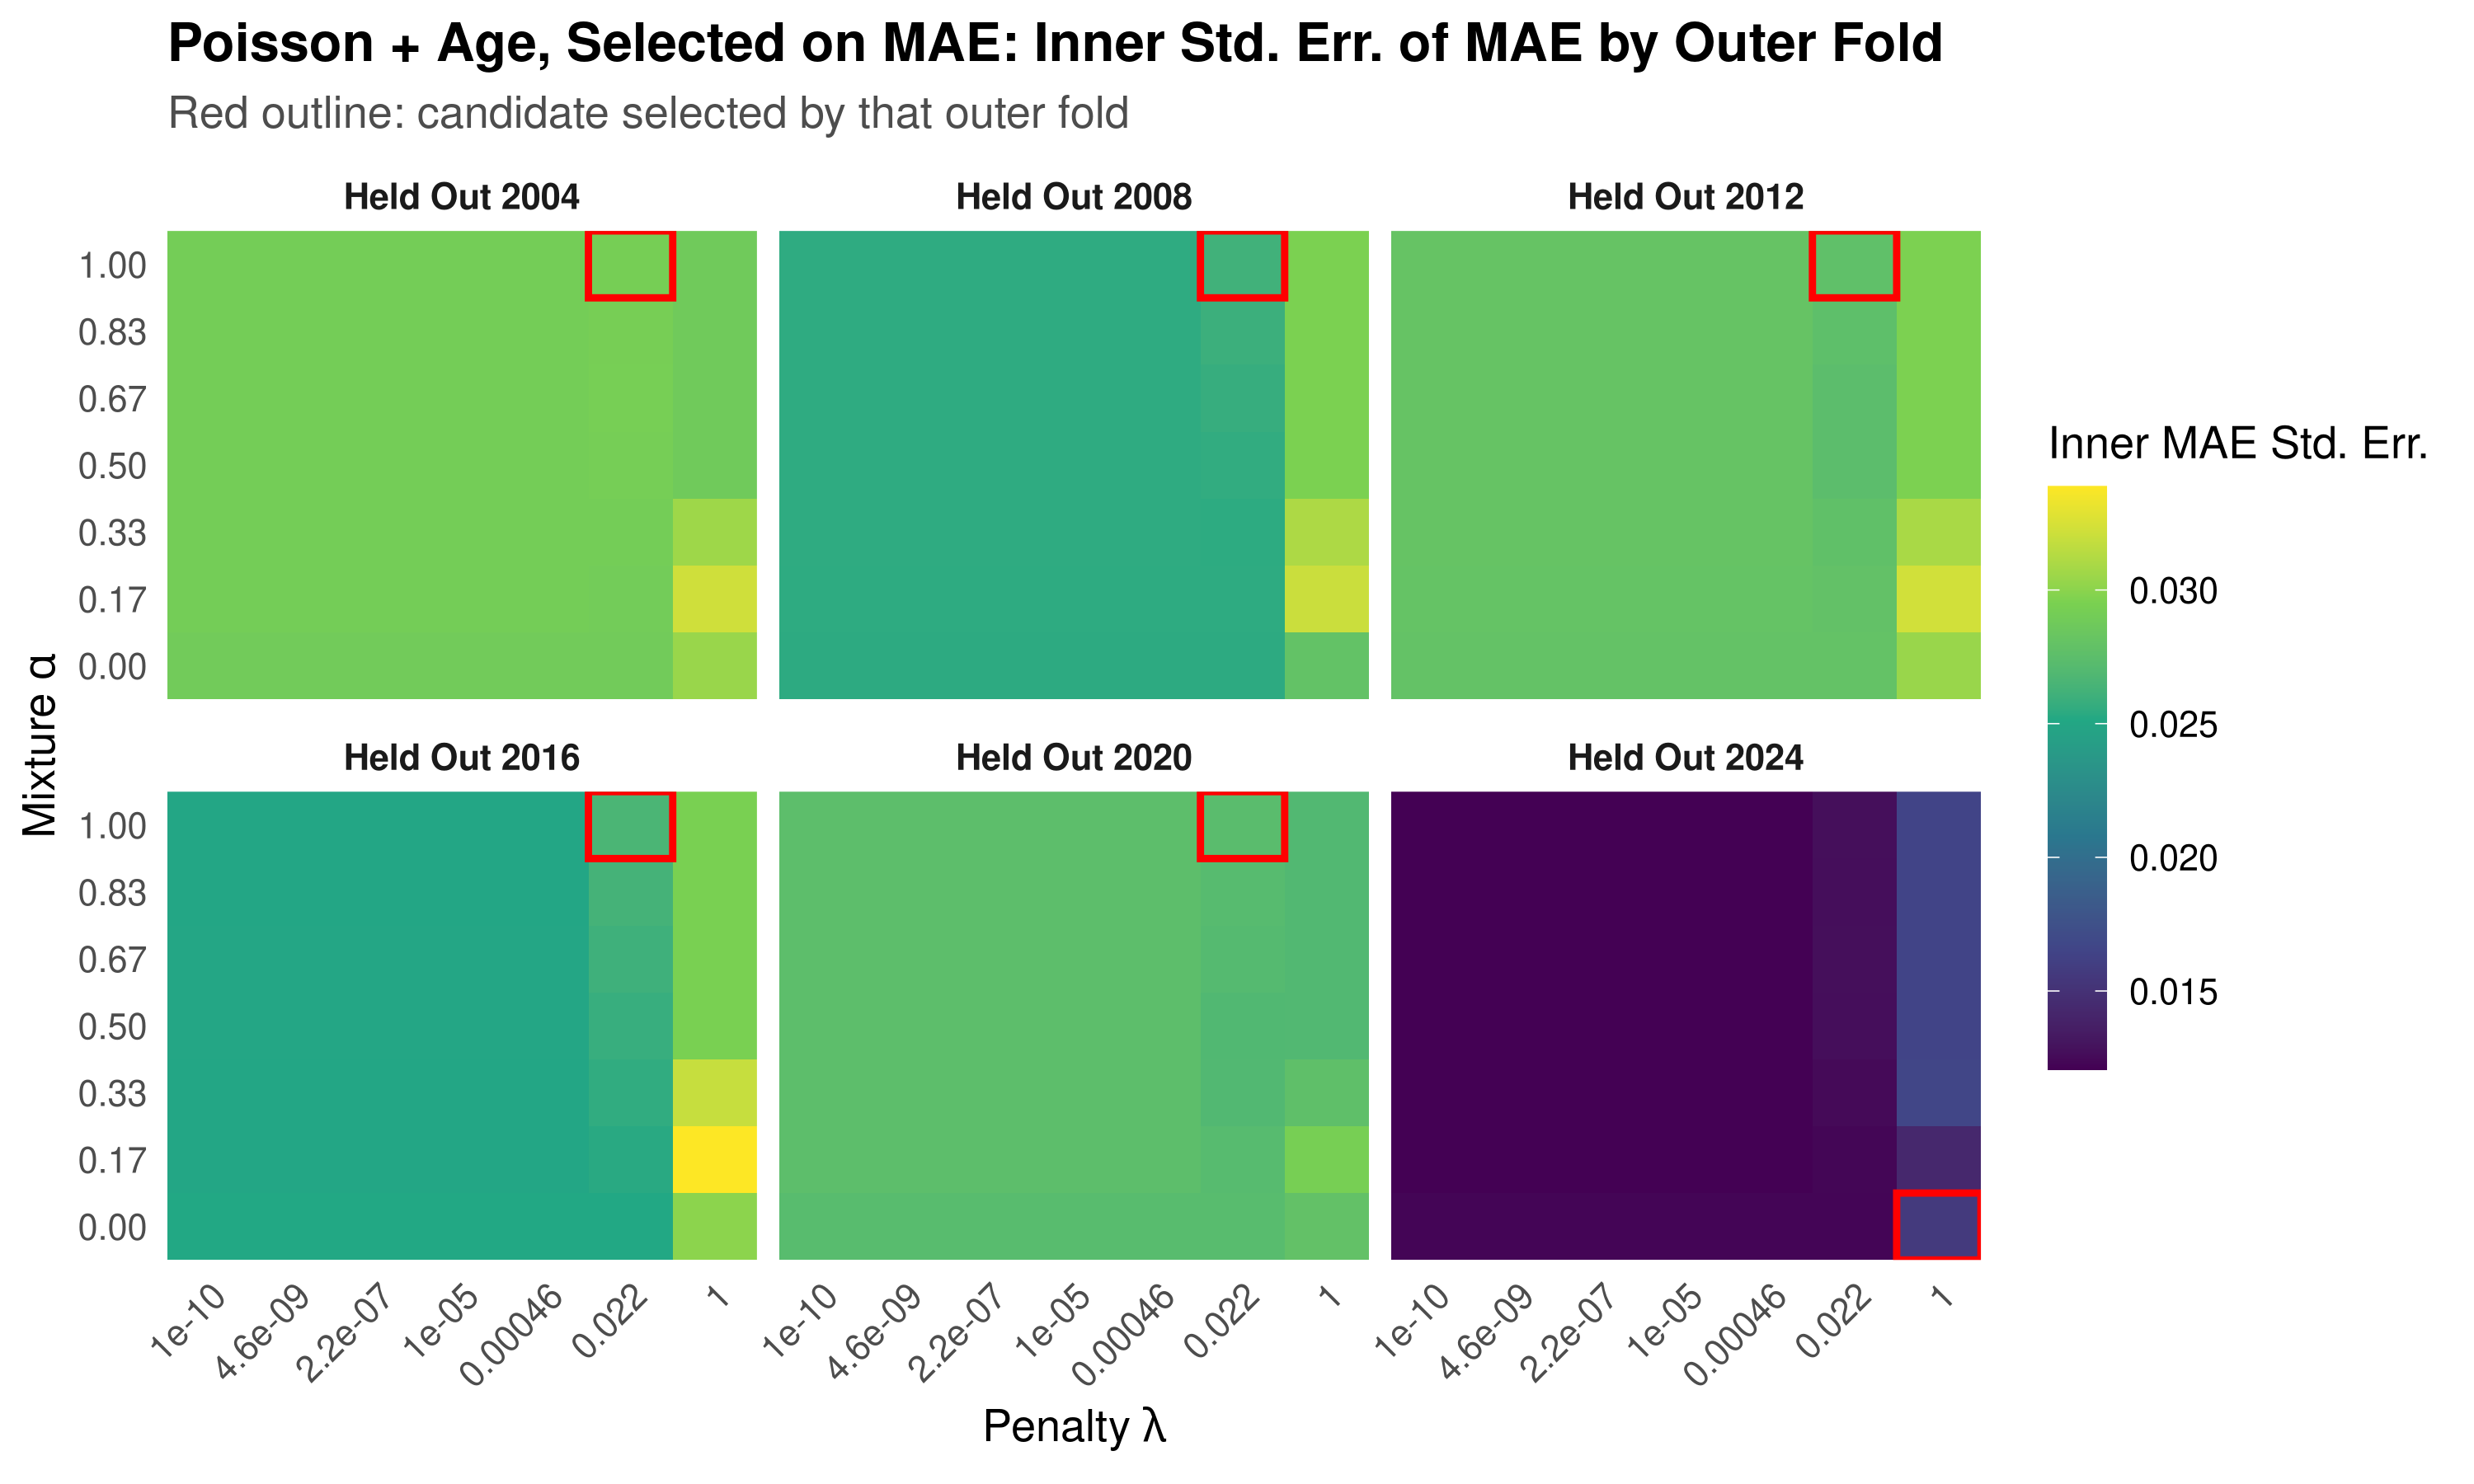 Poisson + Age, Selected on MAE: Inner Std. Err. of MAE by Outer Fold
Red outline: candidate selected by that outer fold
Held Out 2004
Held Out 2008
Held Out 2012
1.00
0.83
0.67
0.50
0.33
0.17
0.00
Held Out 2016
Held Out 2020
Held Out 2024
1.00
0.83
0.67
0.50
0.33
0.17
0.00
Mixture α
1e-10
4.6e-09
2.2e-07
1e-05
0.00046
0.022
1
1e-10
4.6e-09
2.2e-07
1e-05
0.00046
0.022
1
1e-10
4.6e-09
2.2e-07
1e-05
0.00046
0.022
1
Penalty λ
Inner MAE Std. Err.
0.030
0.025
0.020
0.015